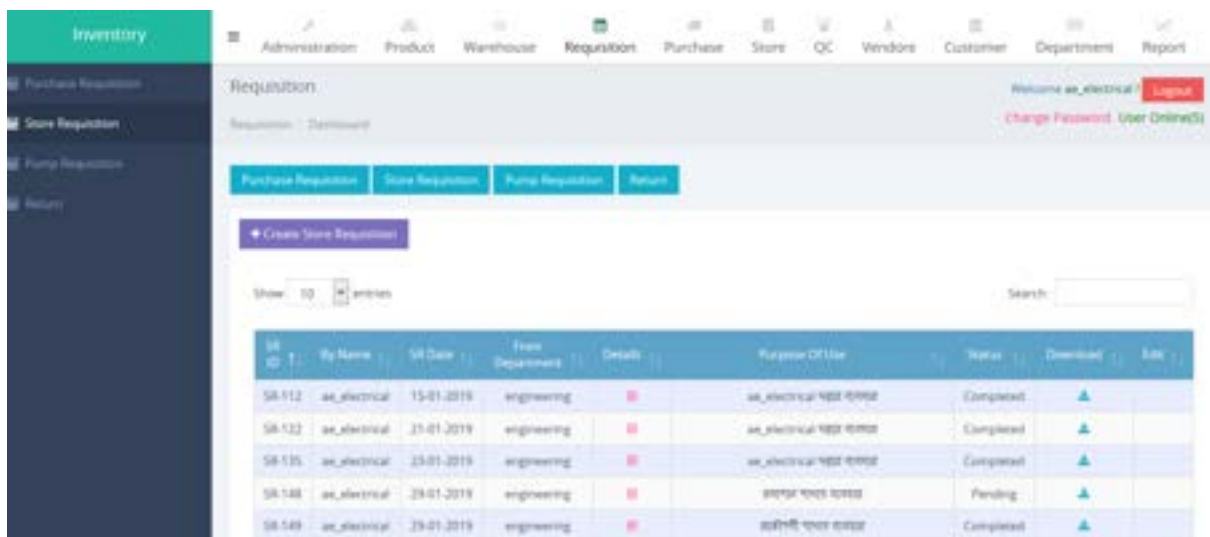 Inventory
Administration Product Warehouse Requisition Purchase Store QC Vendors Customer Department Report
Purchase Requisition
Store Requisition
Pump Requisition
Return
Requisition
Welcome ae_electrical ! Logout
Requisition / Dashboard
Change Password User Online(5)
Purchase Requisition Store Requisition Pump Requisition Return
Create Store Requisition
Show 10 entries Search:
SR ID By Name SR Date From Department Details Purpose Of Use Status Download Edit
SR-112 ae_electrical 15-01-2019 engineering ae_electrical Completed
SR-132 ae_electrical 21-01-2019 engineering ae_electrical Completed
SR-135 ae_electrical 23-01-2019 engineering ae_electrical Completed
SR-148 ae_electrical 29-01-2019 engineering Pending
SR-149 ae_electrical 29-01-2019 engineering Completed